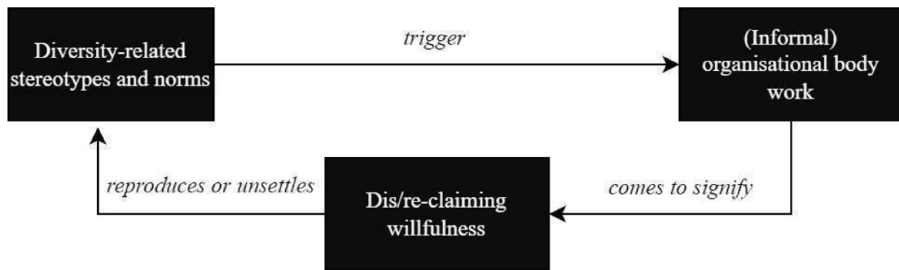 Diversity-related
stereotypes and norms
trigger
(Informal)
organisational body
work
reproduces or unsettles
Dis/re-claiming
willfulness
comes to signify